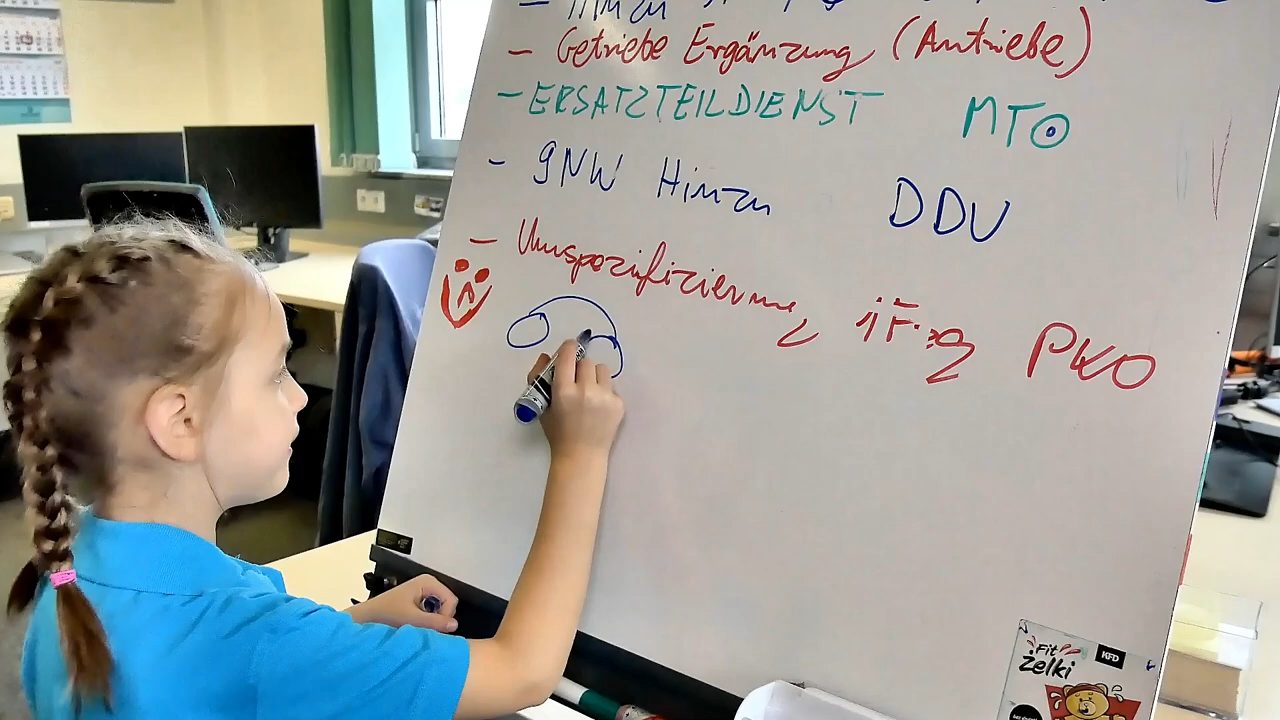 - Getriebe Ergänzung (Antriebe)
- ERSATZTEILDIENST MTO
- gNW Hinzu DDU
- Umspezifizierung PKO
Fit
żelki
KFD